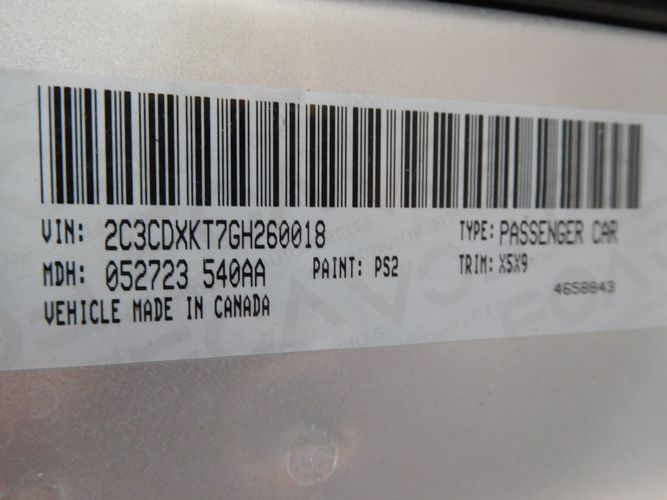 VIN: 2C3CDXKT7GH260018 TYPE: PASSENGER CAR
MDH: 052723 540AA PAINT: PS2 TRIM: X5X9
VEHICLE MADE IN CANADA 4658843